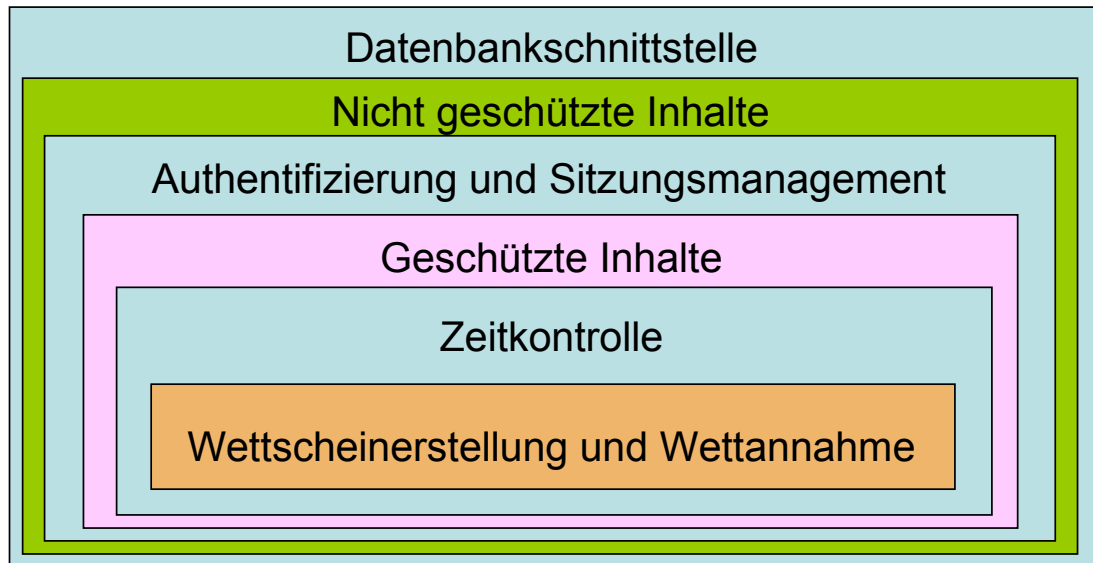 Datenbankschnittstelle
Nicht geschützte Inhalte
Authentifizierung und Sitzungsmanagement
Geschützte Inhalte
Zeitkontrolle
Wettscheinerstellung und Wettannahme